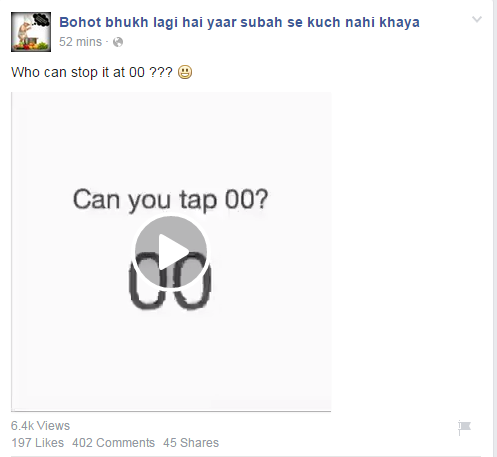 Bohot bhukh lagi hai yaar subah se kuch nahi khaya
52 mins ·
Who can stop it at 00 ??? 😃
Can you tap 00?
00
6.4k Views
197 Likes 402 Comments 45 Shares